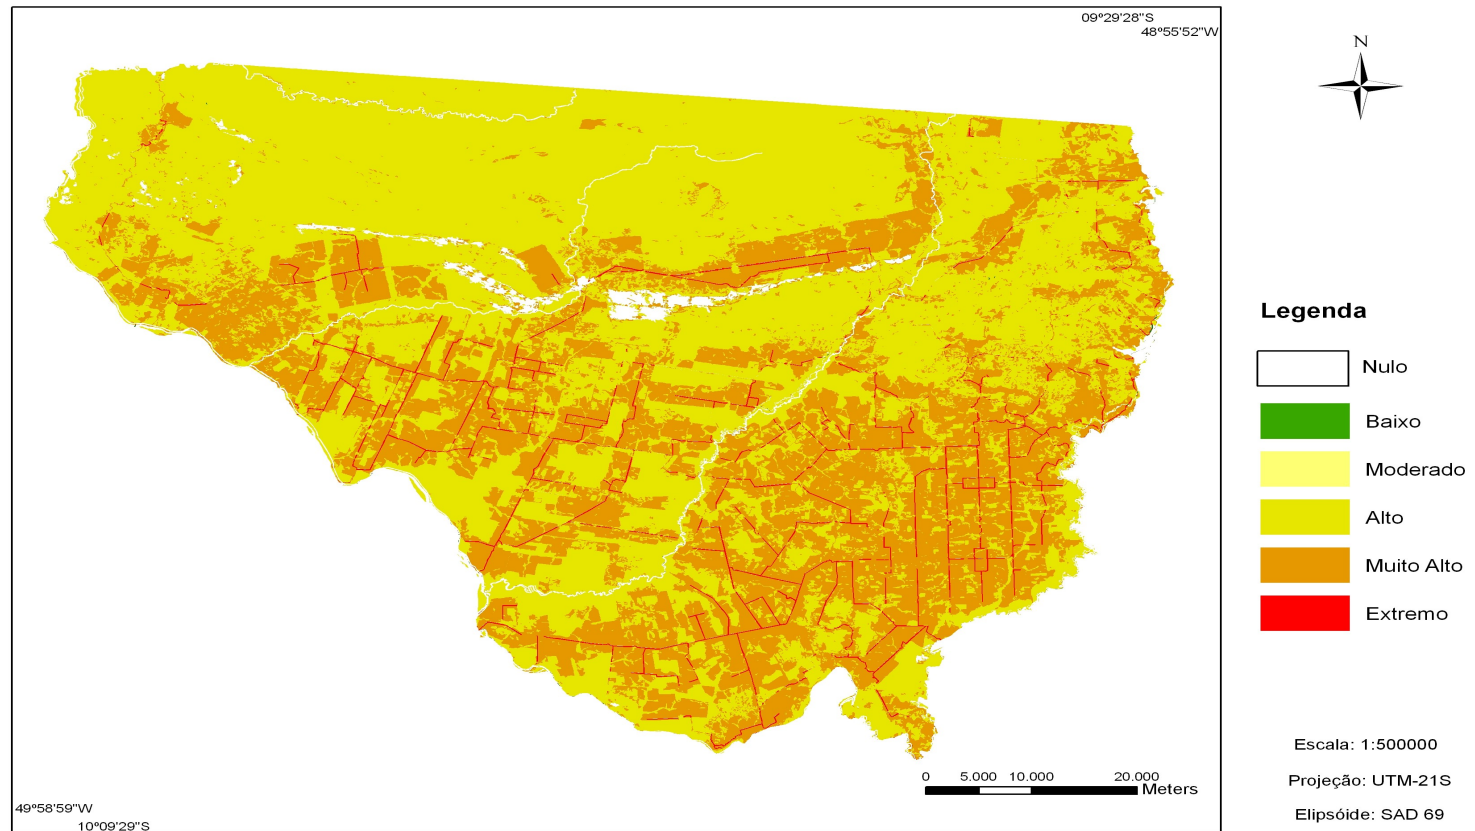 09º29'28"S
48º55'52"W
N
Legenda
Nulo
Baixo
Moderado
Alto
Muito Alto
Extremo
0 5.000 10.000 20.000
Meters
Escala: 1:500000
Projeção: UTM-21S
Elipsóide: SAD 69
49º58'59"W
10º09'29"S